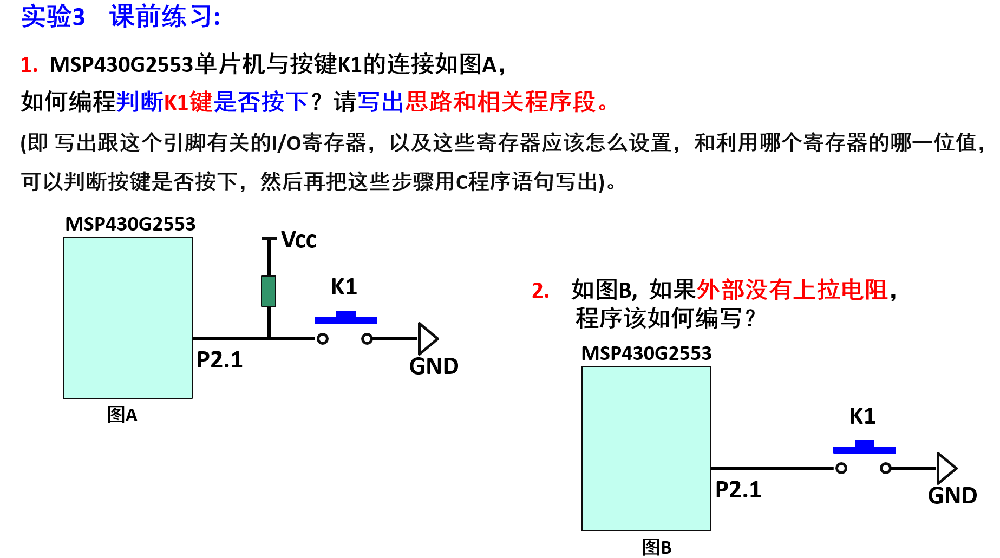 实验3 课前练习:
1. MSP430G2553单片机与按键K1的连接如图A，
如何编程判断K1键是否按下？请写出思路和相关程序段。
(即 写出跟这个引脚有关的I/O寄存器，以及这些寄存器应该怎么设置，和利用哪个寄存器的哪一位值，
可以判断按键是否按下，然后再把这些步骤用C程序语句写出)。
MSP430G2553
Vcc
K1
P2.1
GND
图A
2. 如图B, 如果外部没有上拉电阻，
程序该如何编写？
MSP430G2553
K1
P2.1
GND
图B